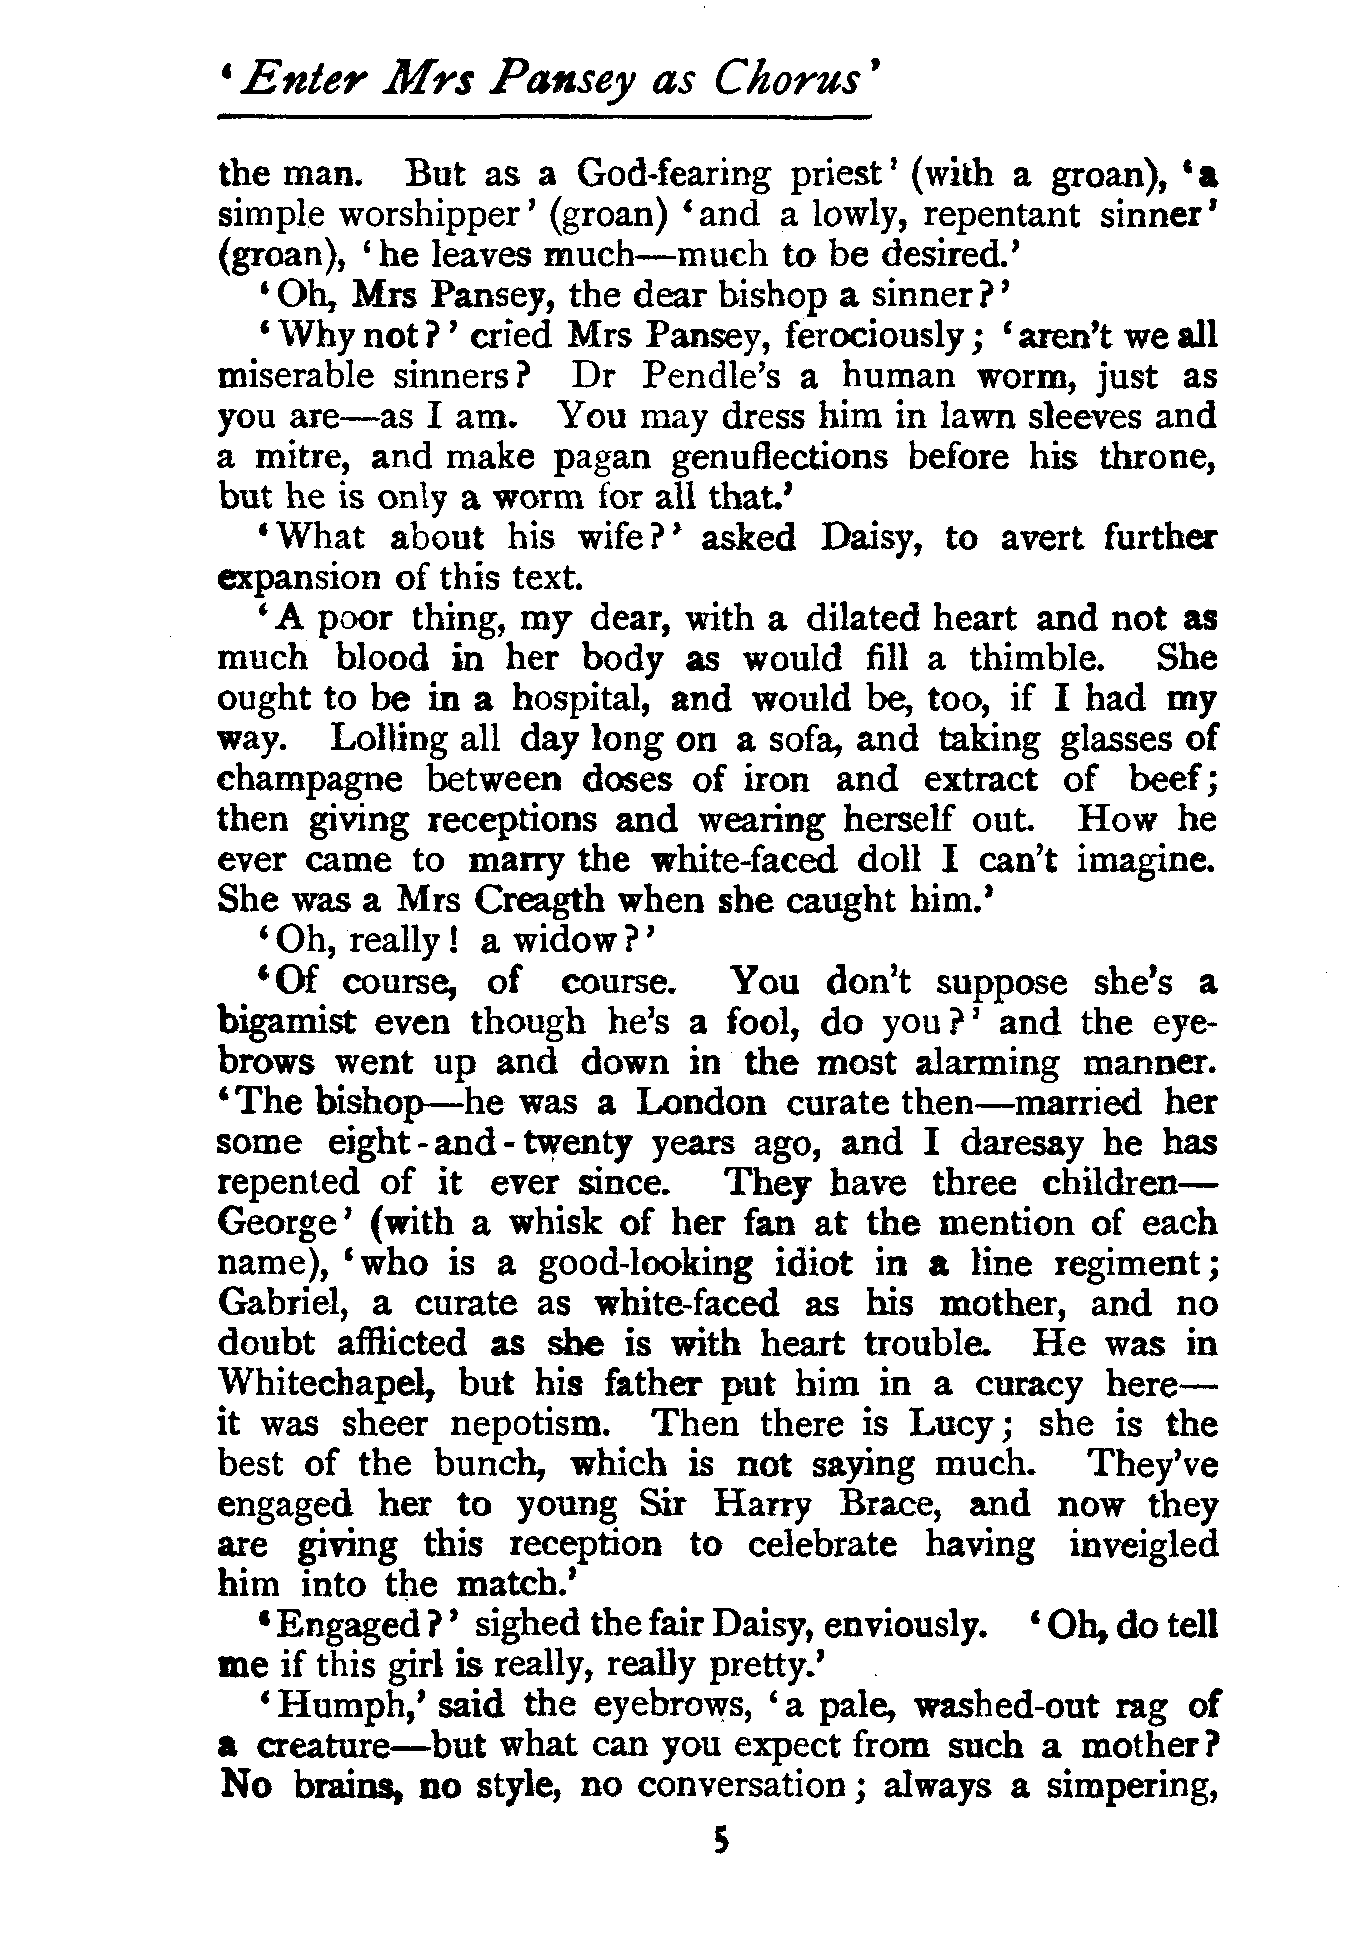 ‘Enter Mrs Pansey as Chorus’
the man. But as a God-fearing priest’ (with a groan), ‘a
simple worshipper’ (groan) ‘and a lowly, repentant sinner’
(groan), ‘he leaves much—much to be desired.’
‘Oh, Mrs Pansey, the dear bishop a sinner?’
‘Why not?’ cried Mrs Pansey, ferociously; ‘aren’t we all
miserable sinners? Dr Pendle’s a human worm, just as
you are—as I am. You may dress him in lawn sleeves and
a mitre, and make pagan genuflections before his throne,
but he is only a worm for all that.’
‘What about his wife?’ asked Daisy, to avert further
expansion of this text.
‘A poor thing, my dear, with a dilated heart and not as
much blood in her body as would fill a thimble. She
ought to be in a hospital, and would be, too, if I had my
way. Lolling all day long on a sofa, and taking glasses of
champagne between doses of iron and extract of beef;
then giving receptions and wearing herself out. How he
ever came to marry the white-faced doll I can’t imagine.
She was a Mrs Creagth when she caught him.’
‘Oh, really! a widow?’
‘Of course, of course. You don’t suppose she’s a
bigamist even though he’s a fool, do you?’ and the eye-
brows went up and down in the most alarming manner.
‘The bishop—he was a London curate then—married her
some eight-and-twenty years ago, and I daresay he has
repented of it ever since. They have three children—
George’ (with a whisk of her fan at the mention of each
name), ‘who is a good-looking idiot in a line regiment;
Gabriel, a curate as white-faced as his mother, and no
doubt afflicted as she is with heart trouble. He was in
Whitechapel, but his father put him in a curacy here—
it was sheer nepotism. Then there is Lucy; she is the
best of the bunch, which is not saying much. They’ve
engaged her to young Sir Harry Brace, and now they
are giving this reception to celebrate having inveigled
him into the match.’
‘Engaged?’ sighed the fair Daisy, enviously. ‘Oh, do tell
me if this girl is really, really pretty.’
‘Humph,’ said the eyebrows, ‘a pale, washed-out rag of
a creature—but what can you expect from such a mother?
No brains, no style, no conversation; always a simpering,
5